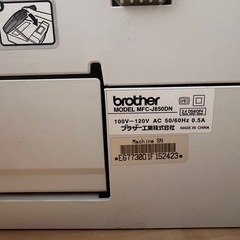 brother
MODEL MFC-J850DN
100V-120V AC 50/60Hz 0.5A
ブラザー工業株式会社
MADE IN CHINA
Machine SN
*E67730D1F152423*